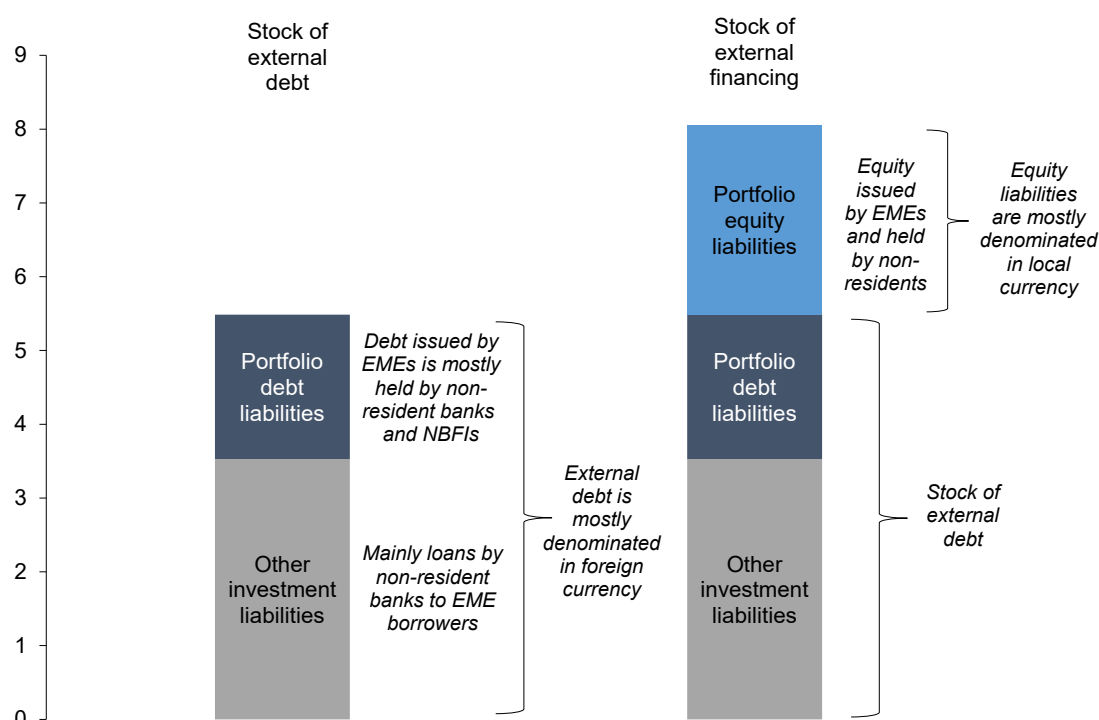 Stock of
external
debt
Stock of
external
financing
9
8
7
6
5
4
3
2
1
0
Portfolio
debt
liabilities
Other
investment
liabilities
Debt issued by
EMEs is mostly
held by non-
resident banks
and NBFIs
Mainly loans by
non-resident
banks to EME
borrowers
External
debt is
mostly
denominated
in foreign
currency
Portfolio
equity
liabilities
Portfolio
debt
liabilities
Other
investment
liabilities
Equity
issued
by EMEs
and held
by non-
residents
Equity
liabilities
are mostly
denominated
in local
currency
Stock of
external
debt